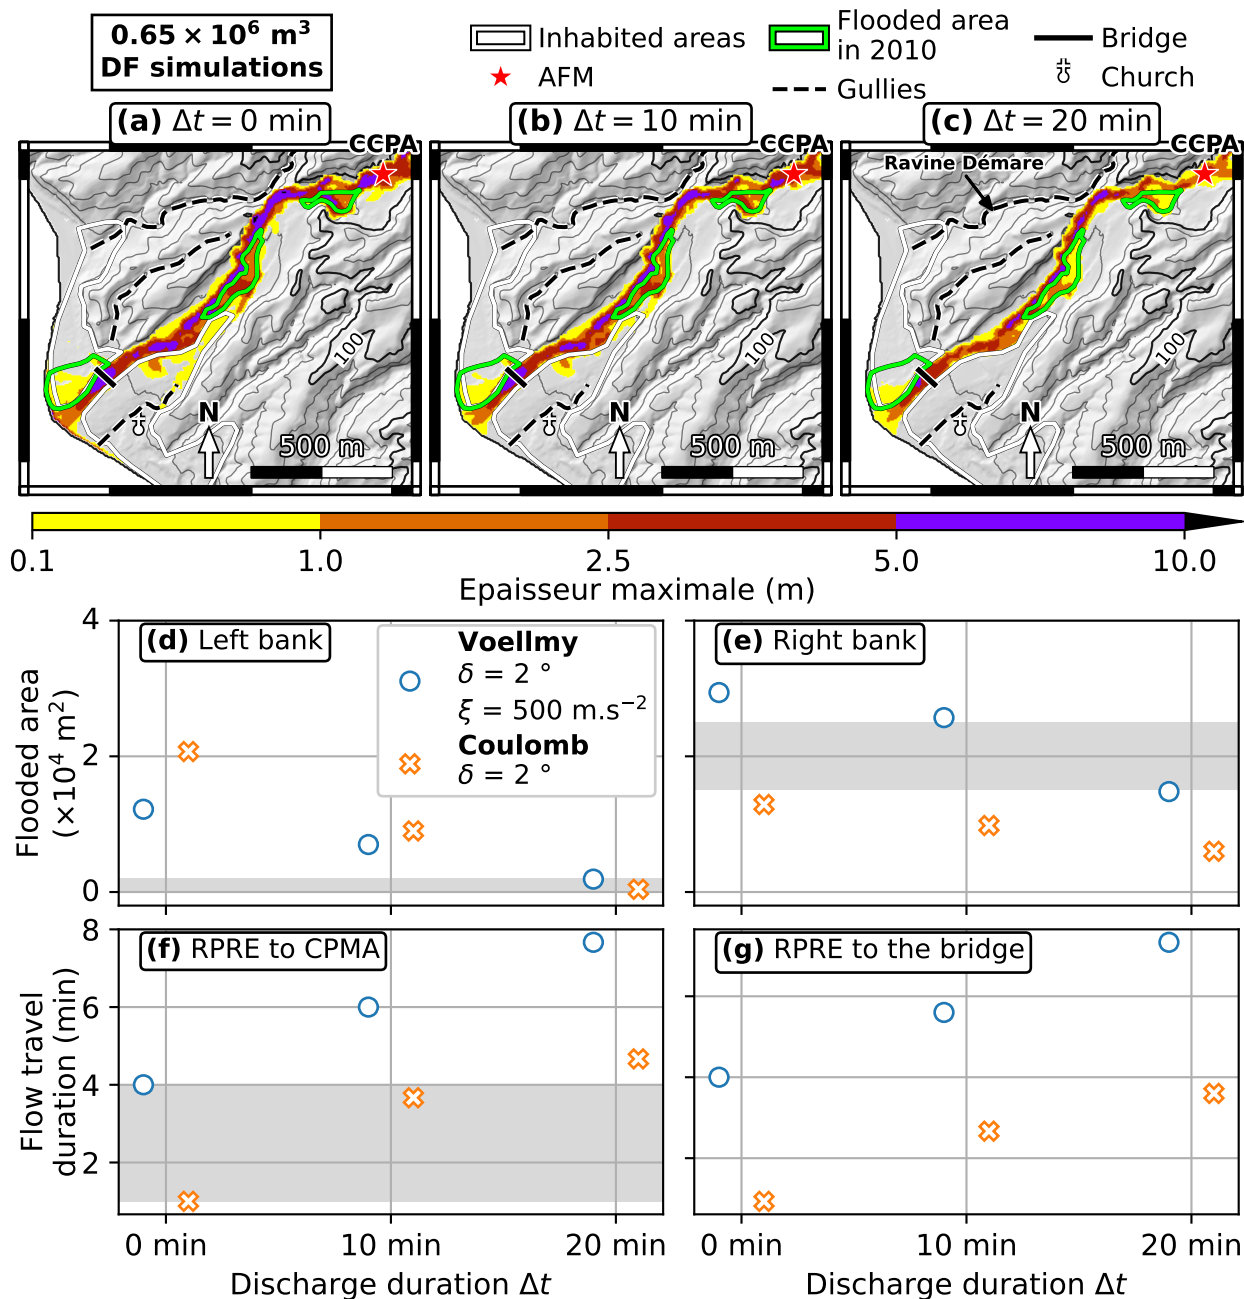 0.65 × 10⁶ m³
DF simulations
Inhabited areas
AFM
Flooded area
in 2010
Gullies
Bridge
Church
(a) Δt = 0 min
(b) Δt = 10 min
(c) Δt = 20 min
CCPA
CCPA
CCPA
Ravine Démare
100
100
100
N
N
N
500 m
500 m
500 m
0.1
1.0
2.5
5.0
10.0
Epaisseur maximale (m)
(d) Left bank
(e) Right bank
Voellmy
δ = 2 °
ξ = 500 m.s⁻²
Coulomb
δ = 2 °
4
2
0
Flooded area
(×10⁴ m²)
(f) RPRE to CPMA
(g) RPRE to the bridge
8
6
4
2
Flow travel
duration (min)
0 min
10 min
20 min
0 min
10 min
20 min
Discharge duration Δt
Discharge duration Δt